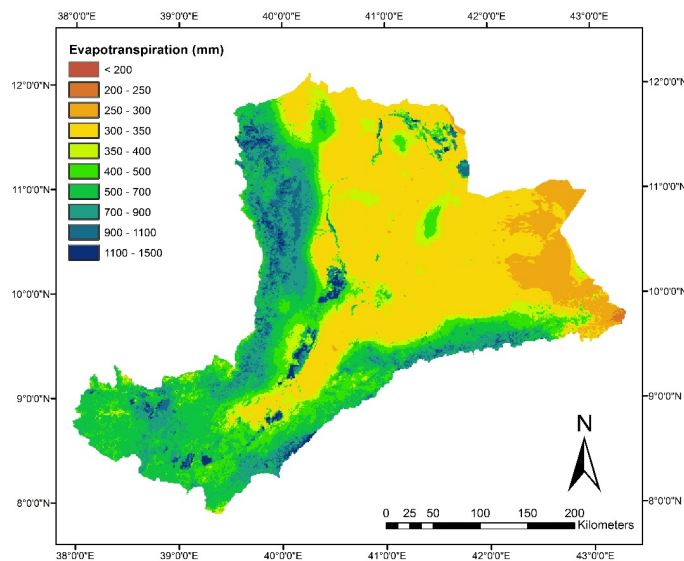 38°0'0"E 39°0'0"E 40°0'0"E 41°0'0"E 42°0'0"E 43°0'0"E
Evapotranspiration (mm)
< 200
200 - 250
250 - 300
300 - 350
350 - 400
400 - 500
500 - 700
700 - 900
900 - 1100
1100 - 1500
12°0'0"N
11°0'0"N
10°0'0"N
9°0'0"N
8°0'0"N
12°0'0"N
11°0'0"N
10°0'0"N
9°0'0"N
8°0'0"N
N
0 25 50 100 150 200
Kilometers
38°0'0"E 39°0'0"E 40°0'0"E 41°0'0"E 42°0'0"E 43°0'0"E